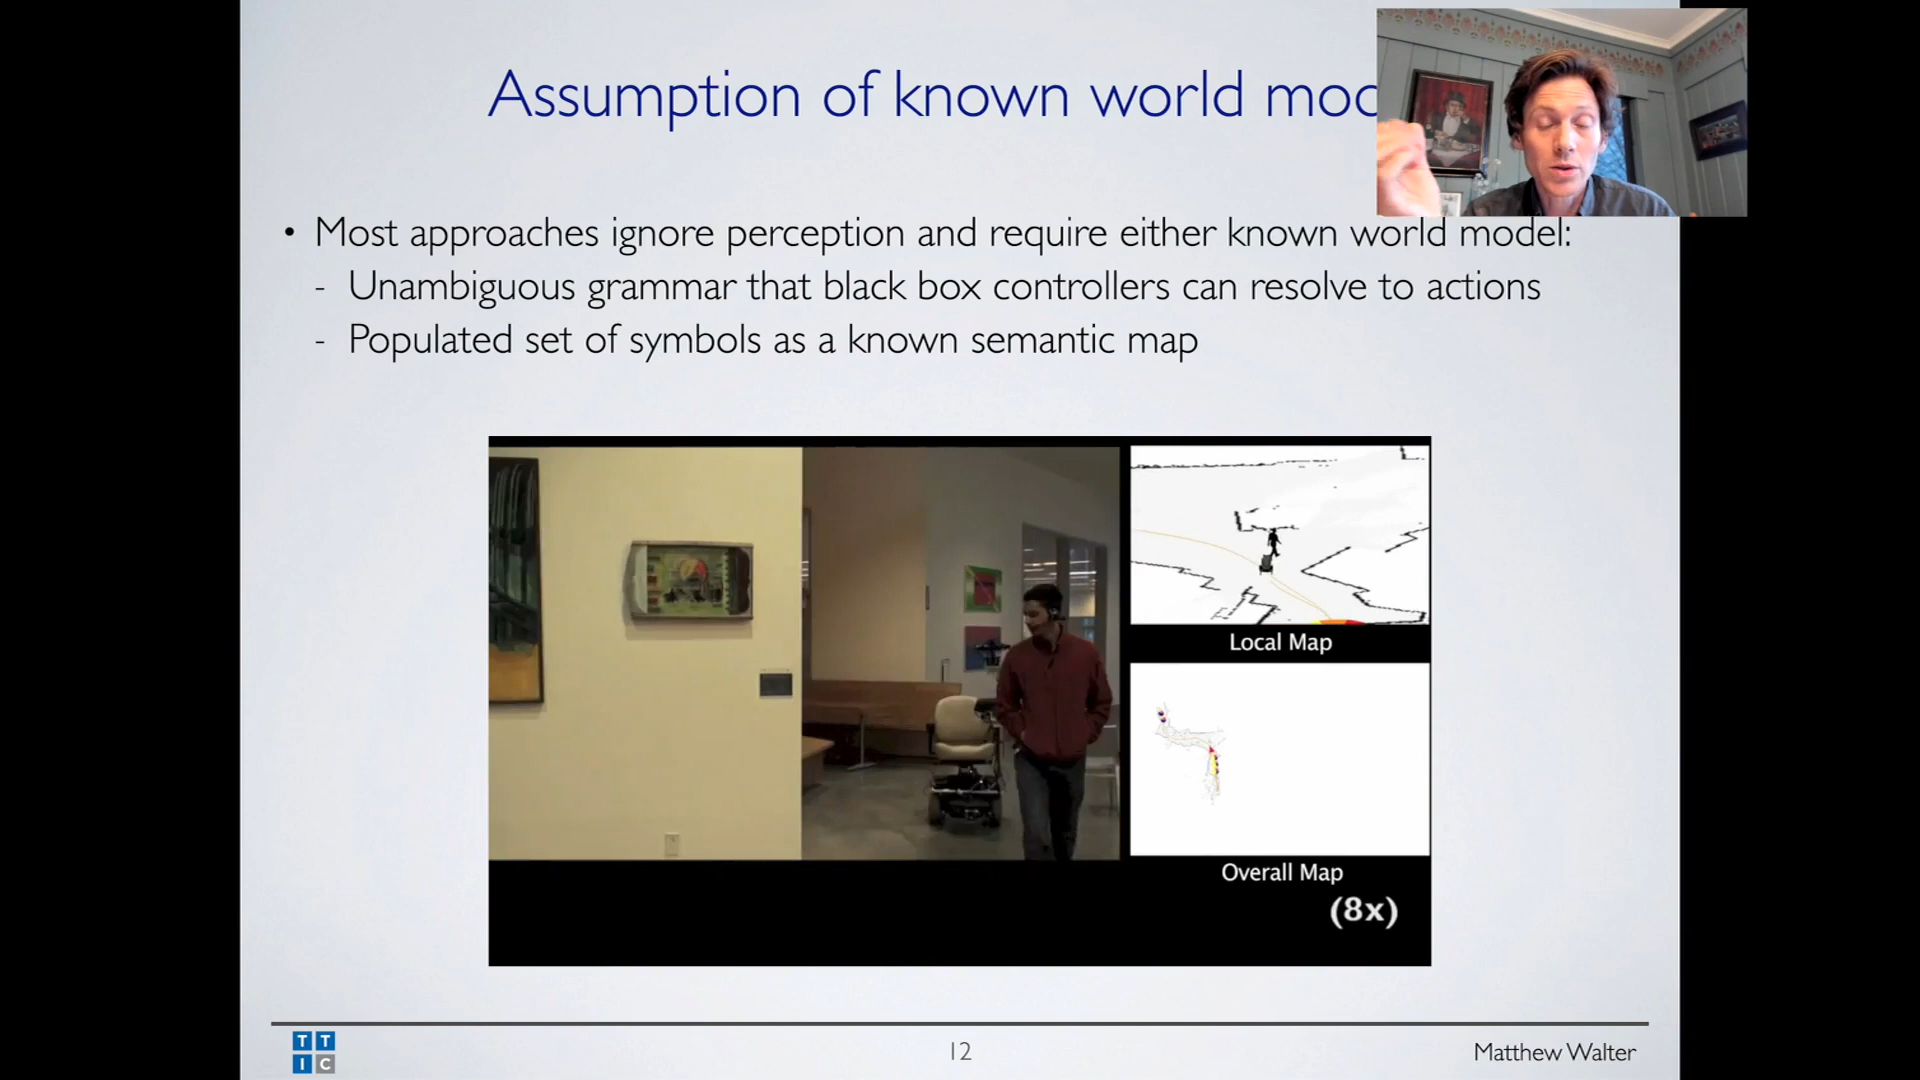 Assumption of known world
• Most approaches ignore perception and require either known world model:
- Unambiguous grammar that black box controllers can resolve to actions
- Populated set of symbols as a known semantic map
Local Map
Overall Map
(8x)
T T
I C
12
Matthew Walter